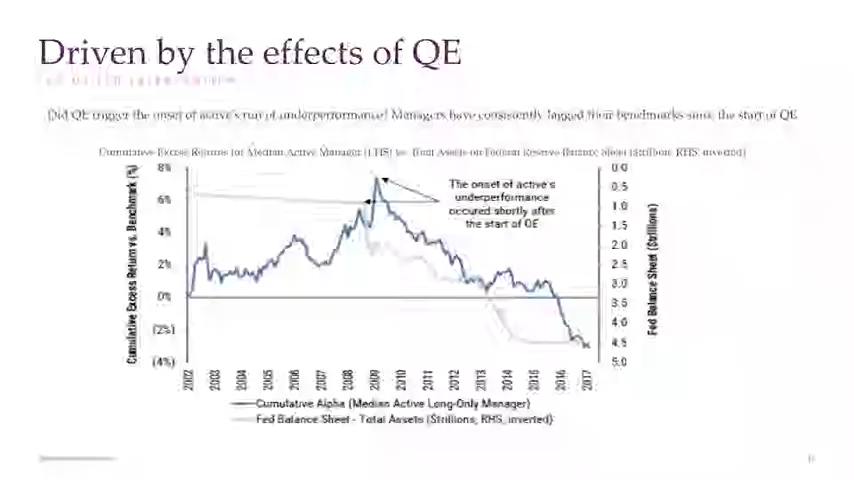 Driven by the effects of QE
Did QE trigger the onset of active's run of underperformance? Managers have consistently lagged their benchmarks since the start of QE
Cumulative Excess Returns for Median Active Manager (LHS) vs. Total Assets on Federal Reserve Balance Sheet ($trillions, RHS, inverted)
Cumulative Excess Return vs. Benchmark (%)
8%
6%
4%
2%
0%
(2%)
(4%)
The onset of active's
underperformance
occured shortly after
the start of QE
0.0
0.5
1.0
1.5
2.0
2.5
3.0
3.5
4.0
4.5
5.0
Fed Balance Sheet ($trillions)
2002 2003 2004 2005 2006 2007 2008 2009 2010 2011 2012 2013 2014 2015 2016 2017
Cumulative Alpha (Median Active Long-Only Manager)
Fed Balance Sheet - Total Assets ($trillions, RHS, inverted)